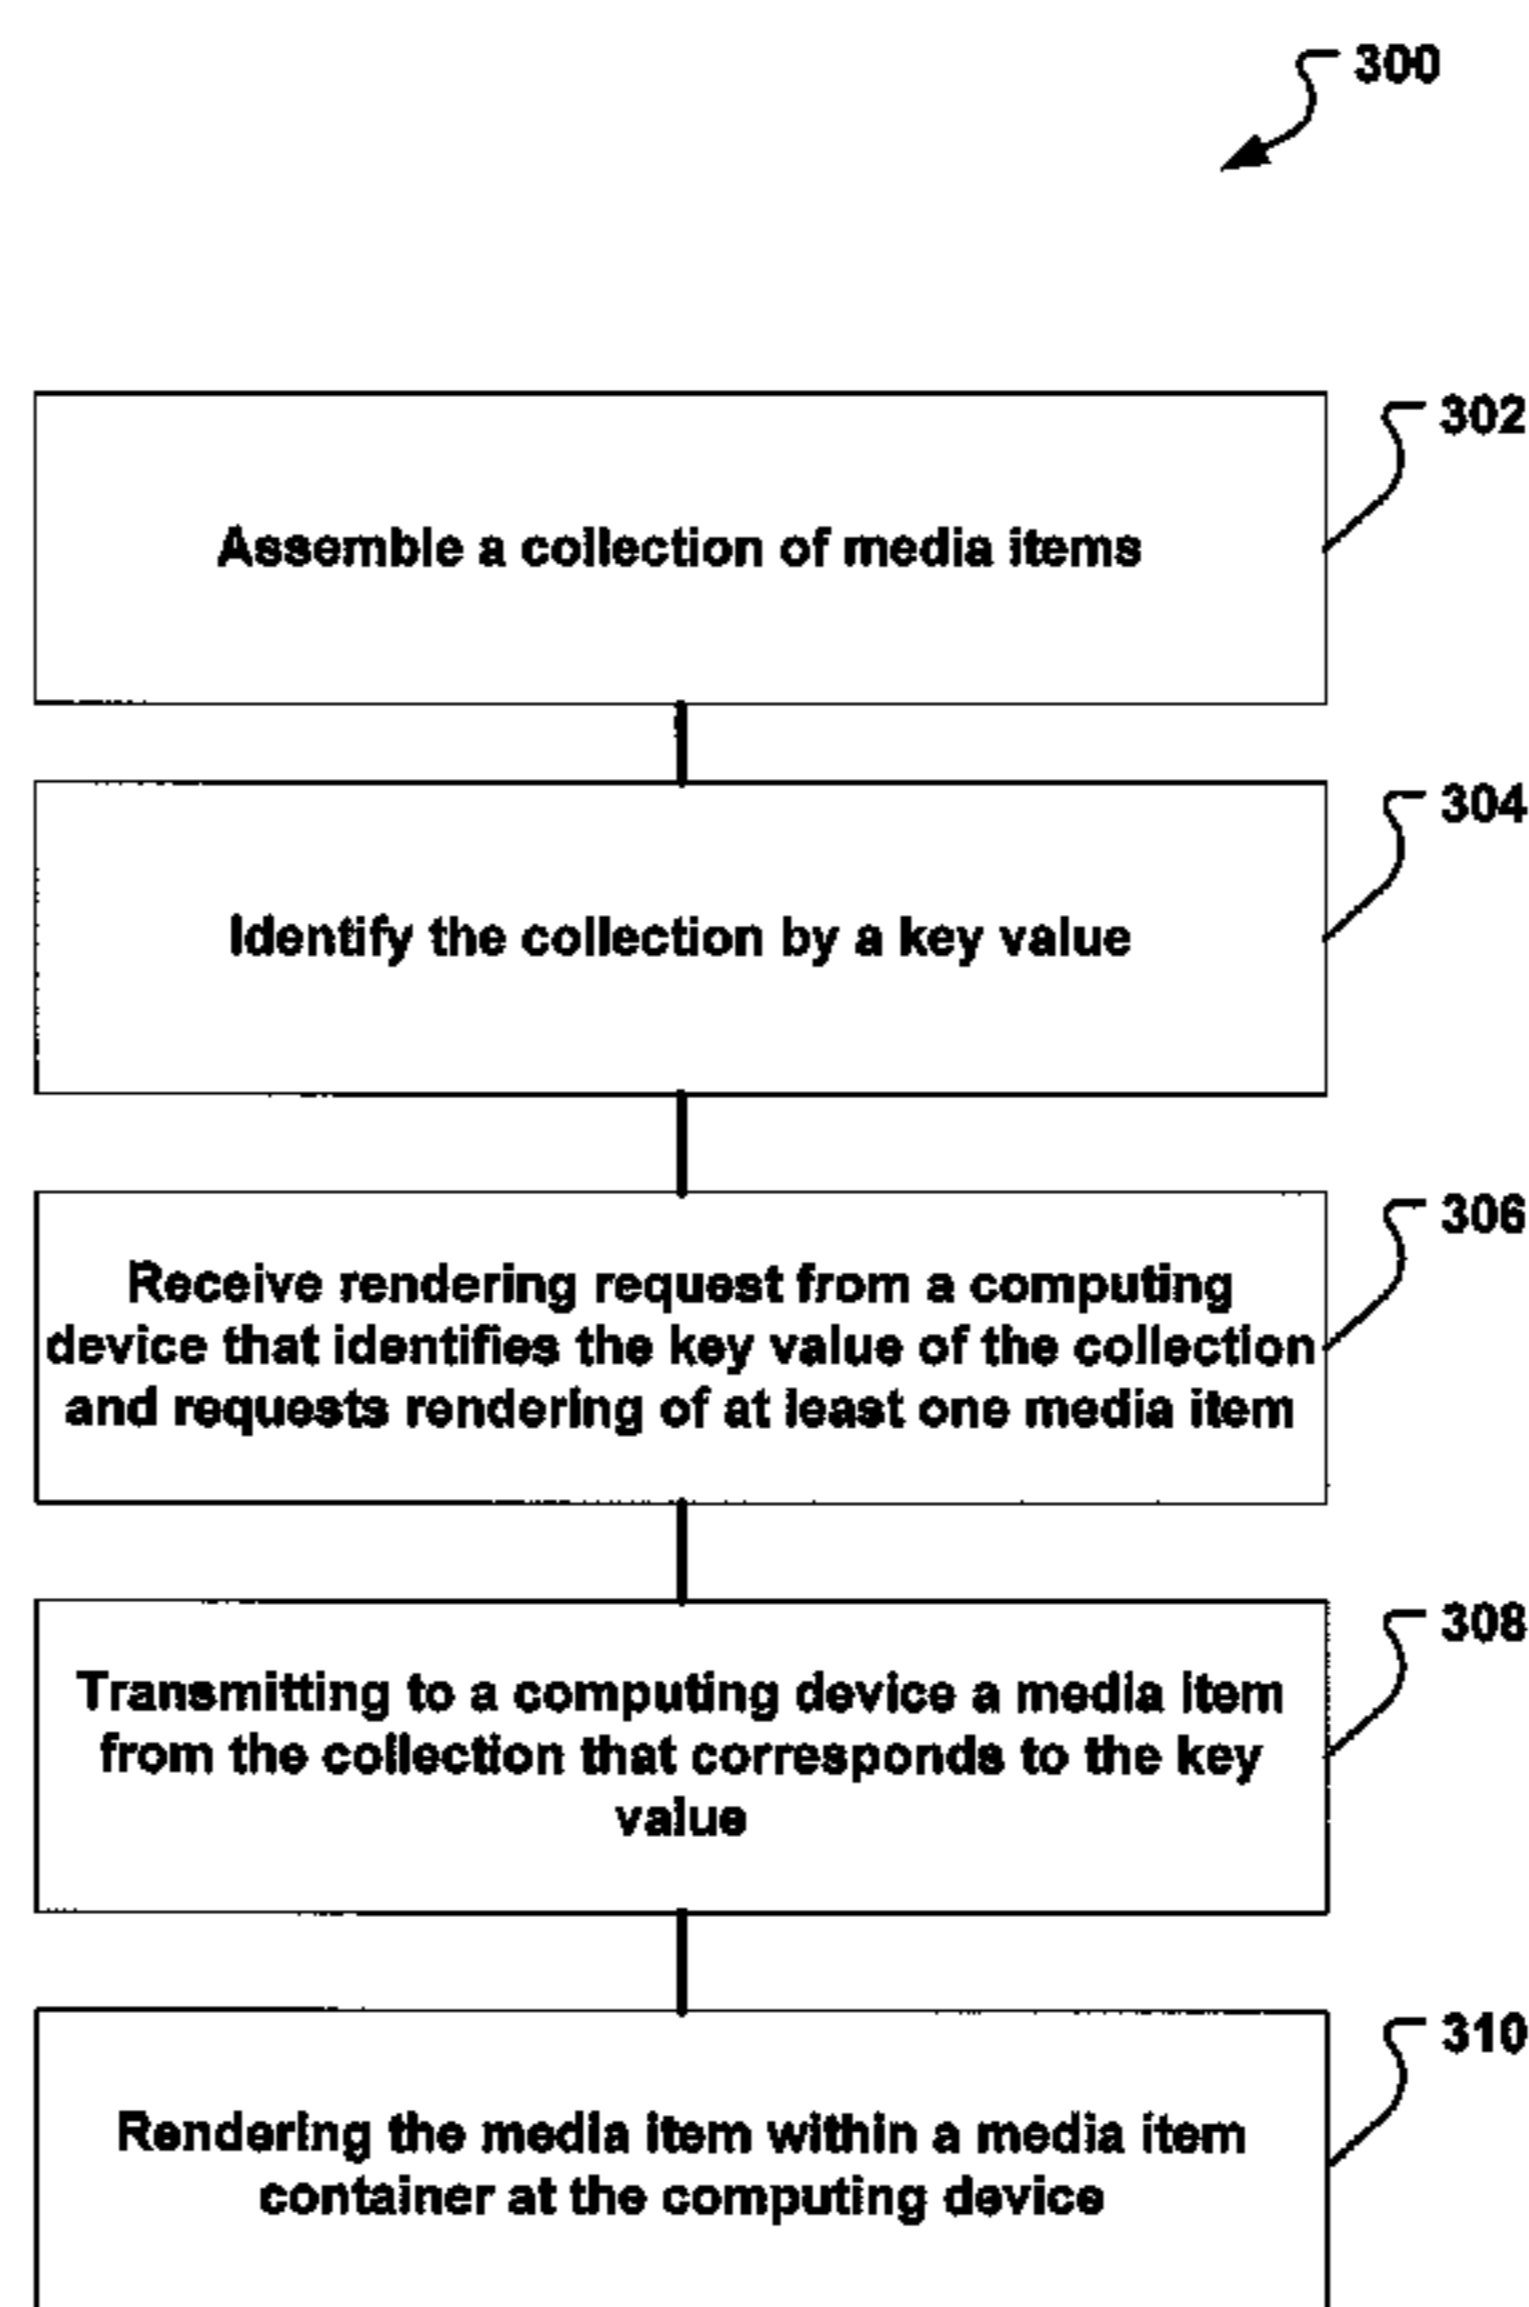 300
302
Assemble a collection of media items
304
Identify the collection by a key value
306
Receive rendering request from a computing
device that identifies the key value of the collection
and requests rendering of at least one media item
308
Transmitting to a computing device a media item
from the collection that corresponds to the key
value
310
Rendering the media item within a media item
container at the computing device